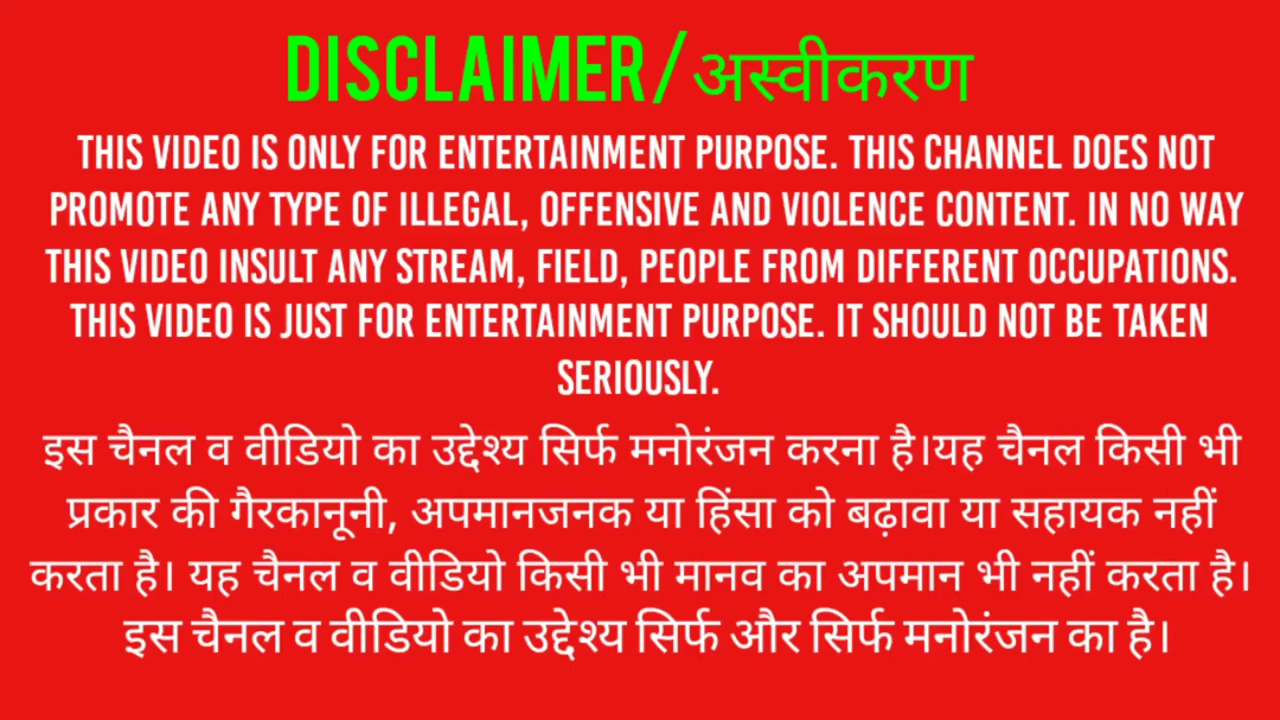 DISCLAIMER/अस्वीकरण
THIS VIDEO IS ONLY FOR ENTERTAINMENT PURPOSE. THIS CHANNEL DOES NOT
PROMOTE ANY TYPE OF ILLEGAL, OFFENSIVE AND VIOLENCE CONTENT. IN NO WAY
THIS VIDEO INSULT ANY STREAM, FIELD, PEOPLE FROM DIFFERENT OCCUPATIONS.
THIS VIDEO IS JUST FOR ENTERTAINMENT PURPOSE. IT SHOULD NOT BE TAKEN
SERIOUSLY.
इस चैनल व वीडियो का उद्देश्य सिर्फ मनोरंजन करना है।यह चैनल किसी भी
प्रकार की गैरकानूनी, अपमानजनक या हिंसा को बढ़ावा या सहायक नहीं
करता है। यह चैनल व वीडियो किसी भी मानव का अपमान भी नहीं करता है।
इस चैनल व वीडियो का उद्देश्य सिर्फ और सिर्फ मनोरंजन का है।